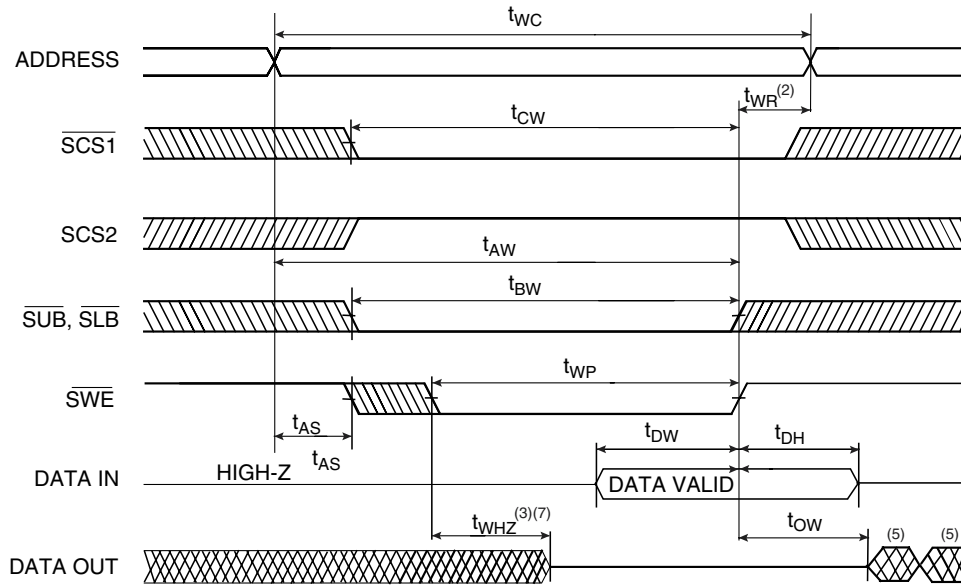 tWC
ADDRESS
tWR(2)
tCW
SCS1
SCS2
tAW
tBW
SUB, SLB
tWP
SWE
tAS
tAS
tDW
tDH
HIGH-Z
DATA IN
DATA VALID
tWHZ(3)(7)
tOW
(5)
(5)
DATA OUT